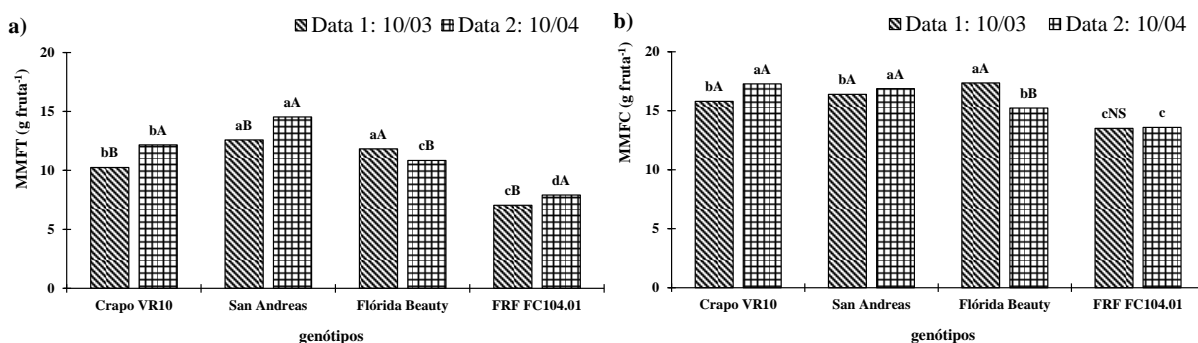 a)
Data 1: 10/03 Data 2: 10/04
MMFT (g fruta⁻¹)
20
15
10
5
0
bB bA aB aA aA cB cB dA
Crapo VR10 San Andreas Flórida Beauty FRF FC104.01
genótipos
b)
Data 1: 10/03 Data 2: 10/04
MMFC (g fruta⁻¹)
20
15
10
5
0
bA aA bA aA aA bB cNS c
Crapo VR10 San Andreas Flórida Beauty FRF FC104.01
genótipos